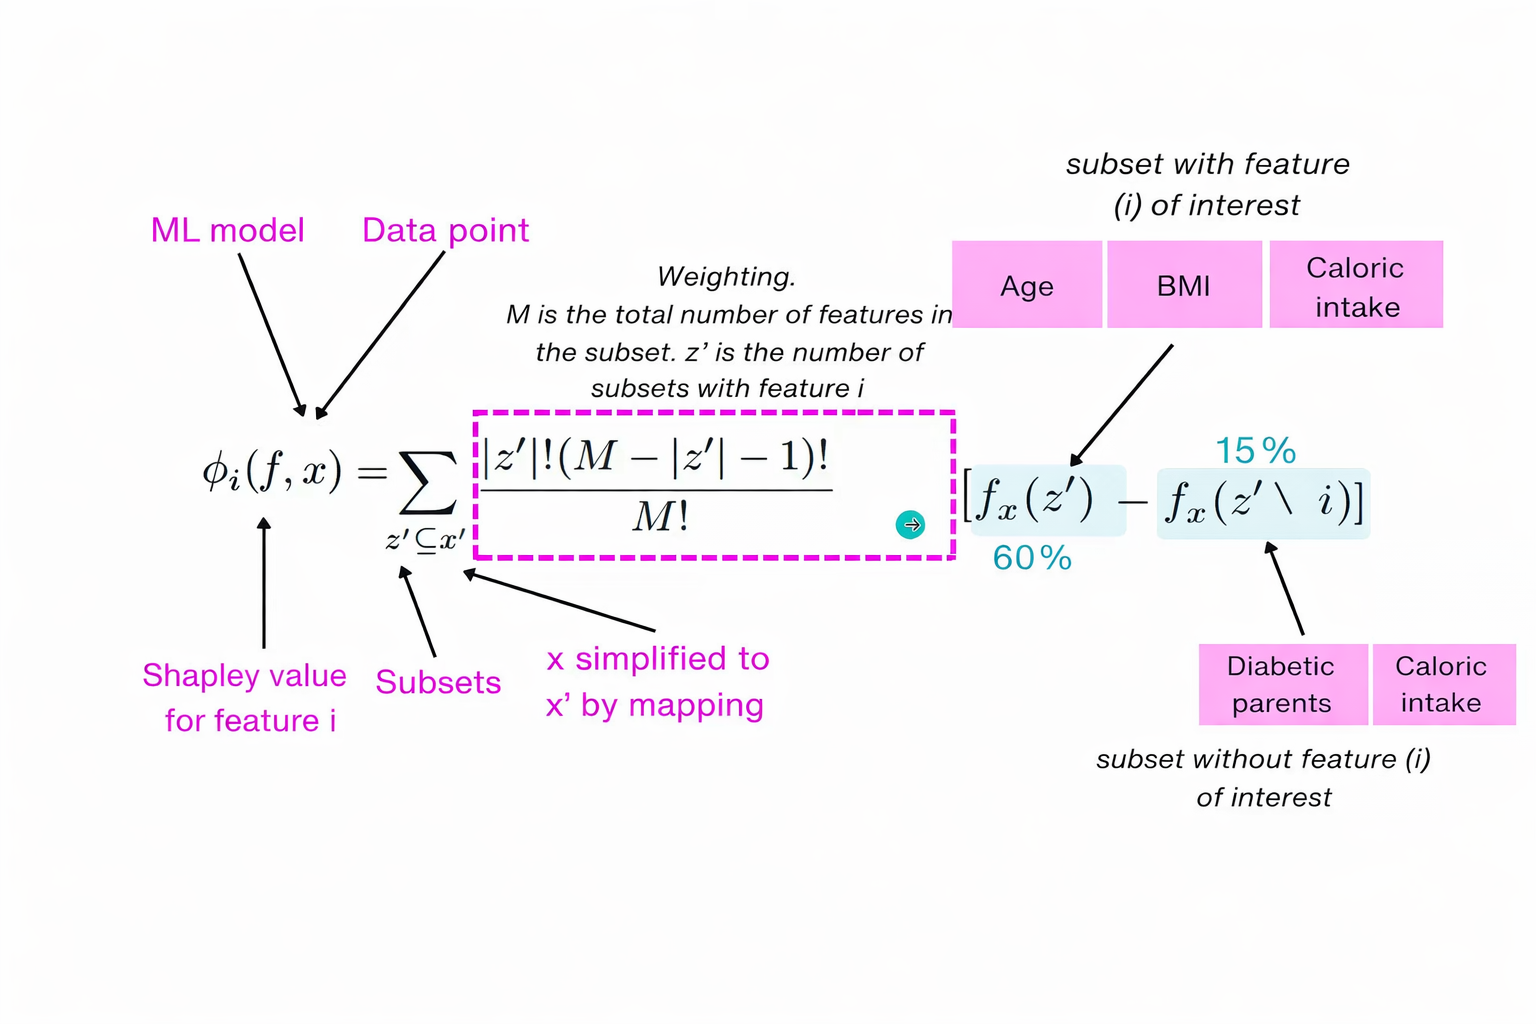 subset with feature
(i) of interest
ML model
Data point
Age
BMI
Caloric
intake
Weighting.
M is the total number of features in
the subset. z' is the number of
subsets with feature i
ϕᵢ(f, x) = ∑ z′⊆x′ |z′|!(M − |z′| − 1)! / M! [fₓ(z′) − fₓ(z′ \ i)]
15%
60%
Shapley value
for feature i
Subsets
x simplified to
x' by mapping
Diabetic
parents
Caloric
intake
subset without feature (i)
of interest